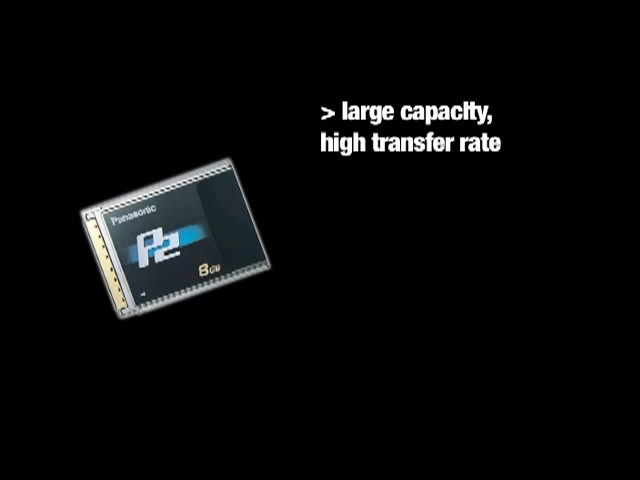 > large capacity,
high transfer rate
Panasonic
P2
8GB